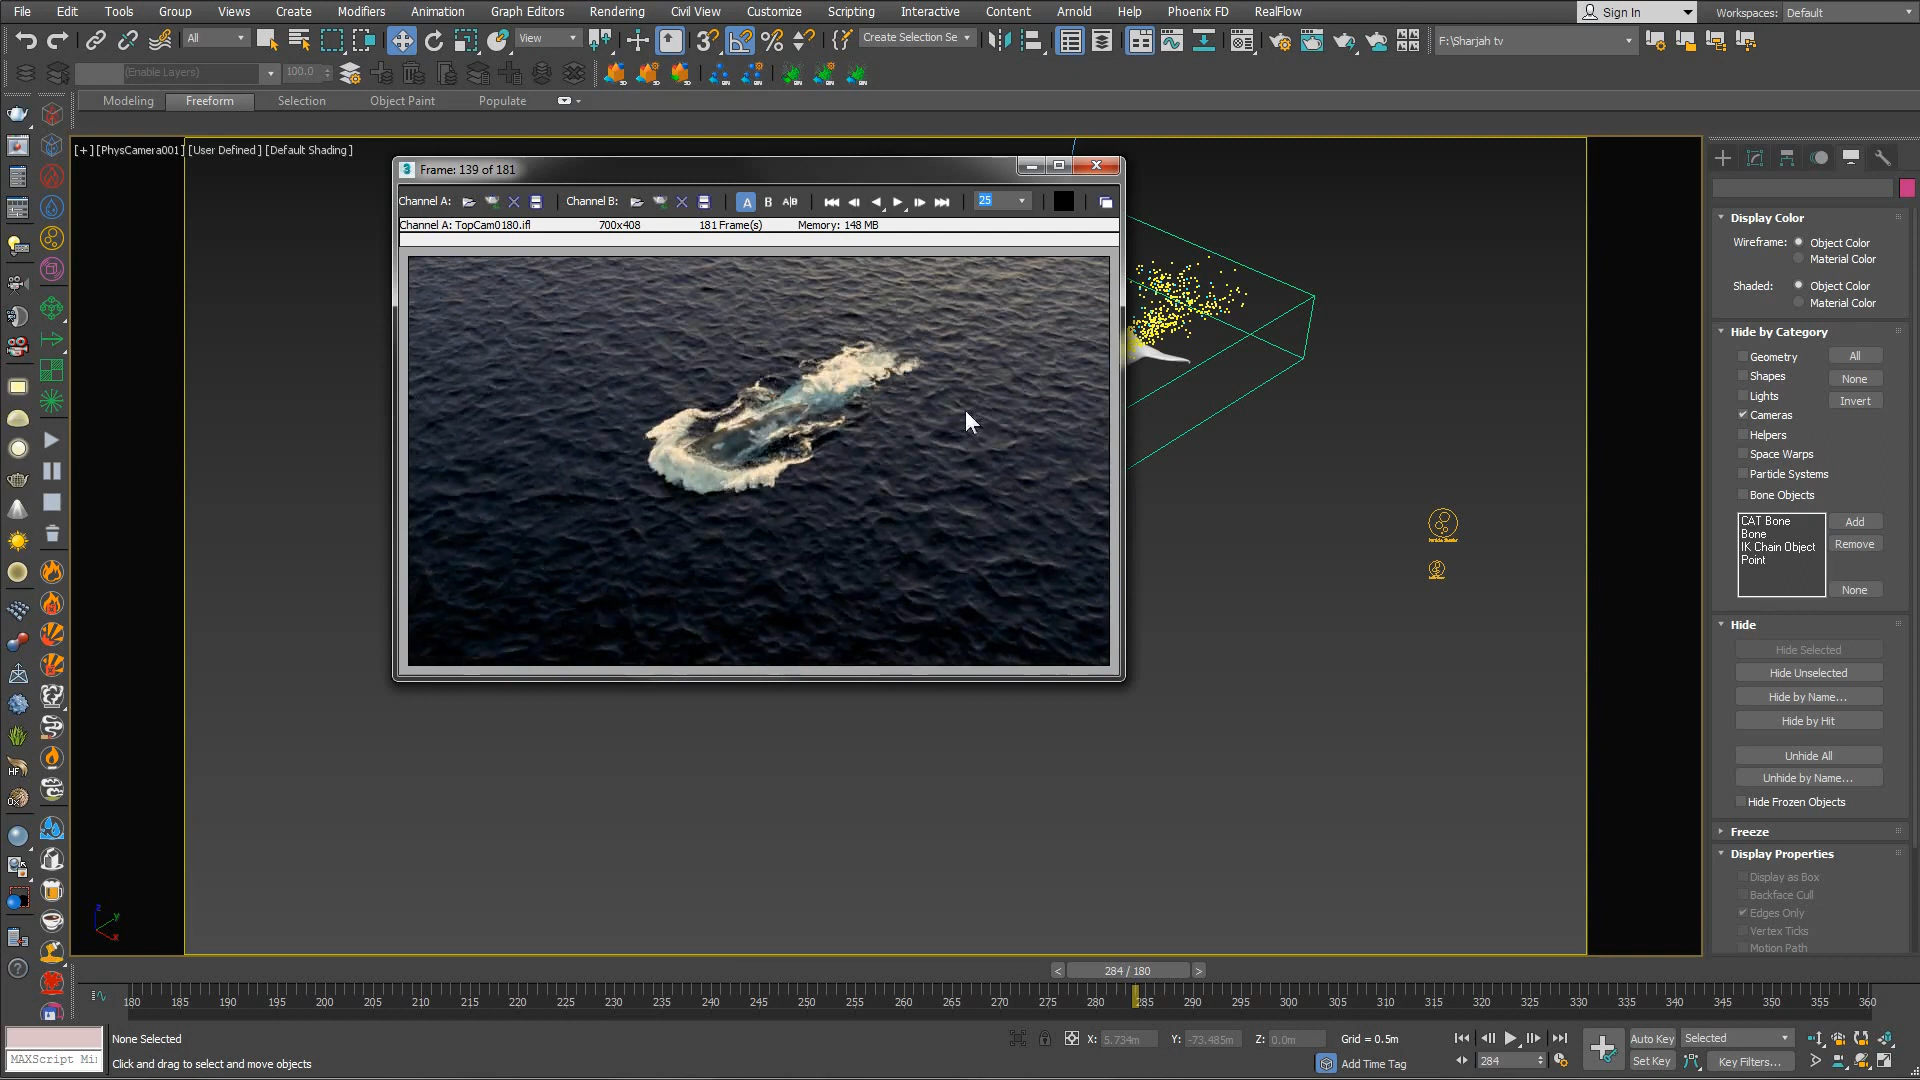 File Edit Tools Group Views Create Modifiers Animation Graph Editors Rendering Civil View Customize Scripting Interactive Content Arnold Help Phoenix FD RealFlow Sign In Workspaces: Default
All View Create Selection Se F:\Sharjah tv
(Enable Layers) 100.0
Modeling Freeform Selection Object Paint Populate
[+] [PhysCamera001] [User Defined] [Default Shading]
Frame: 139 of 181
Channel A: Channel B: A B A|B 25
Channel A: TopCam0180.ifl 700x408 181 Frame(s) Memory: 148 MB
Display Color
Wireframe: Object Color
Material Color
Shaded: Object Color
Material Color
Hide by Category
Geometry All
Shapes None
Lights Invert
Cameras
Helpers
Space Warps
Particle Systems
Bone Objects
CAT Bone Add
Bone
IK Chain Object Remove
Point
None
Hide
Hide Selected
Hide Unselected
Hide by Name...
Hide by Hit
Unhide All
Unhide by Name...
Hide Frozen Objects
Freeze
Display Properties
Display as Box
Backface Cull
Edges Only
Vertex Ticks
Motion Path
z y x
< 284 / 180 >
180 185 190 195 200 205 210 215 220 225 230 235 240 245 250 255 260 265 270 275 280 285 290 295 300 305 310 315 320 325 330 335 340 345 350 355 360
None Selected X: 5.734m Y: -73.485m Z: 0.0m Grid = 0.5m Auto Key Selected
MAXScript Mi Click and drag to select and move objects Add Time Tag 284 Set Key Key Filters...